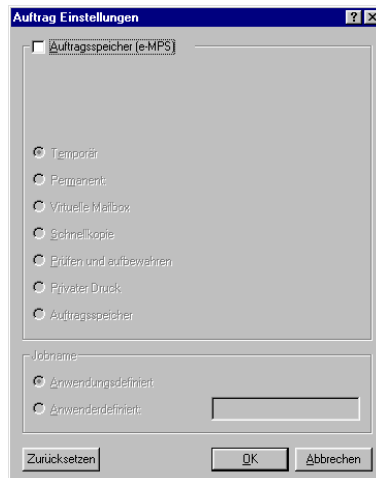 Auftrag Einstellungen
Auftragsspeicher (e-MPS)
Temporär
Permanent:
Virtuelle Mailbox
Schnellkopie
Prüfen und aufbewahren
Privater Druck
Auftragsspeicher
Jobname
Anwendungsdefiniert
Anwenderdefiniert:
Zurücksetzen OK Abbrechen